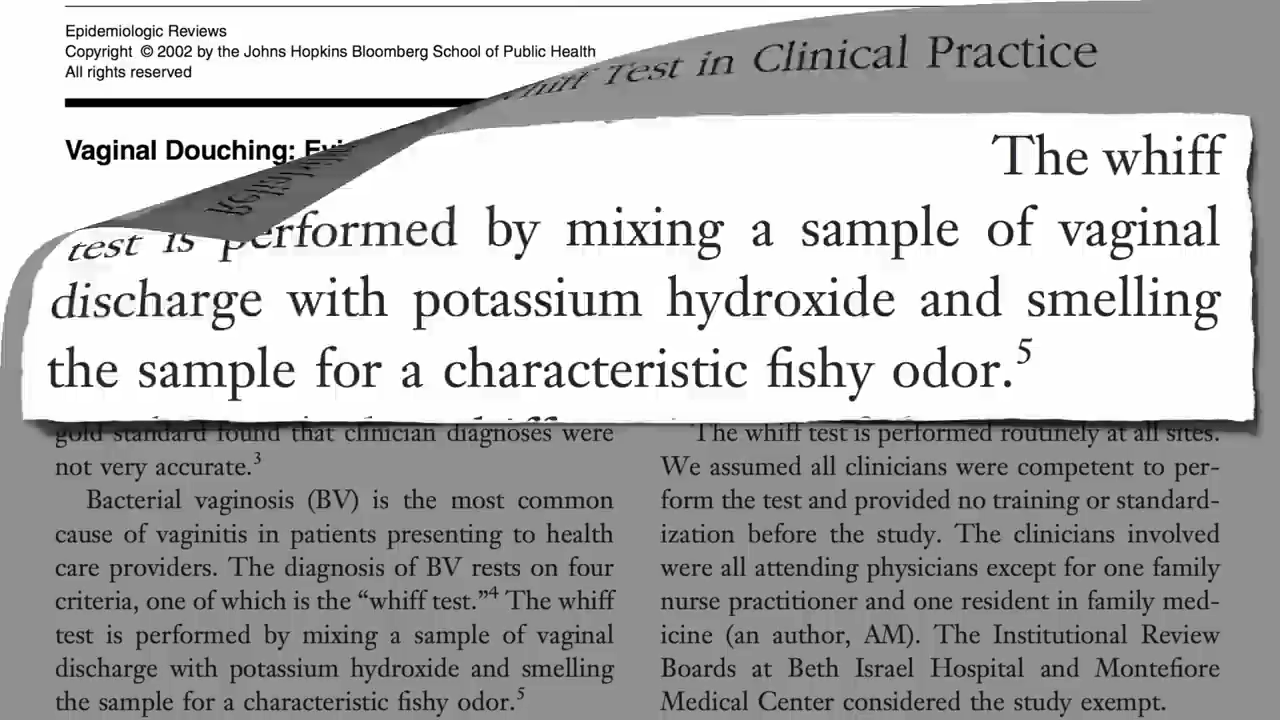 Epidemiologic Reviews
Copyright © 2002 by the Johns Hopkins Bloomberg School of Public Health
All rights reserved
Whiff Test in Clinical Practice
Vaginal Douching:
The whiff
test is performed by mixing a sample of vaginal
discharge with potassium hydroxide and smelling
the sample for a characteristic fishy odor.5
gold standard found that clinician diagnoses were
not very accurate.3
Bacterial vaginosis (BV) is the most common
cause of vaginitis in patients presenting to health
care providers. The diagnosis of BV rests on four
criteria, one of which is the “whiff test.”4 The whiff
test is performed by mixing a sample of vaginal
discharge with potassium hydroxide and smelling
the sample for a characteristic fishy odor.5
The whiff test is performed routinely at all sites.
We assumed all clinicians were competent to per-
form the test and provided no training or standard-
ization before the study. The clinicians involved
were all attending physicians except for one family
nurse practitioner and one resident in family med-
icine (an author, AM). The Institutional Review
Boards at Beth Israel Hospital and Montefiore
Medical Center considered the study exempt.